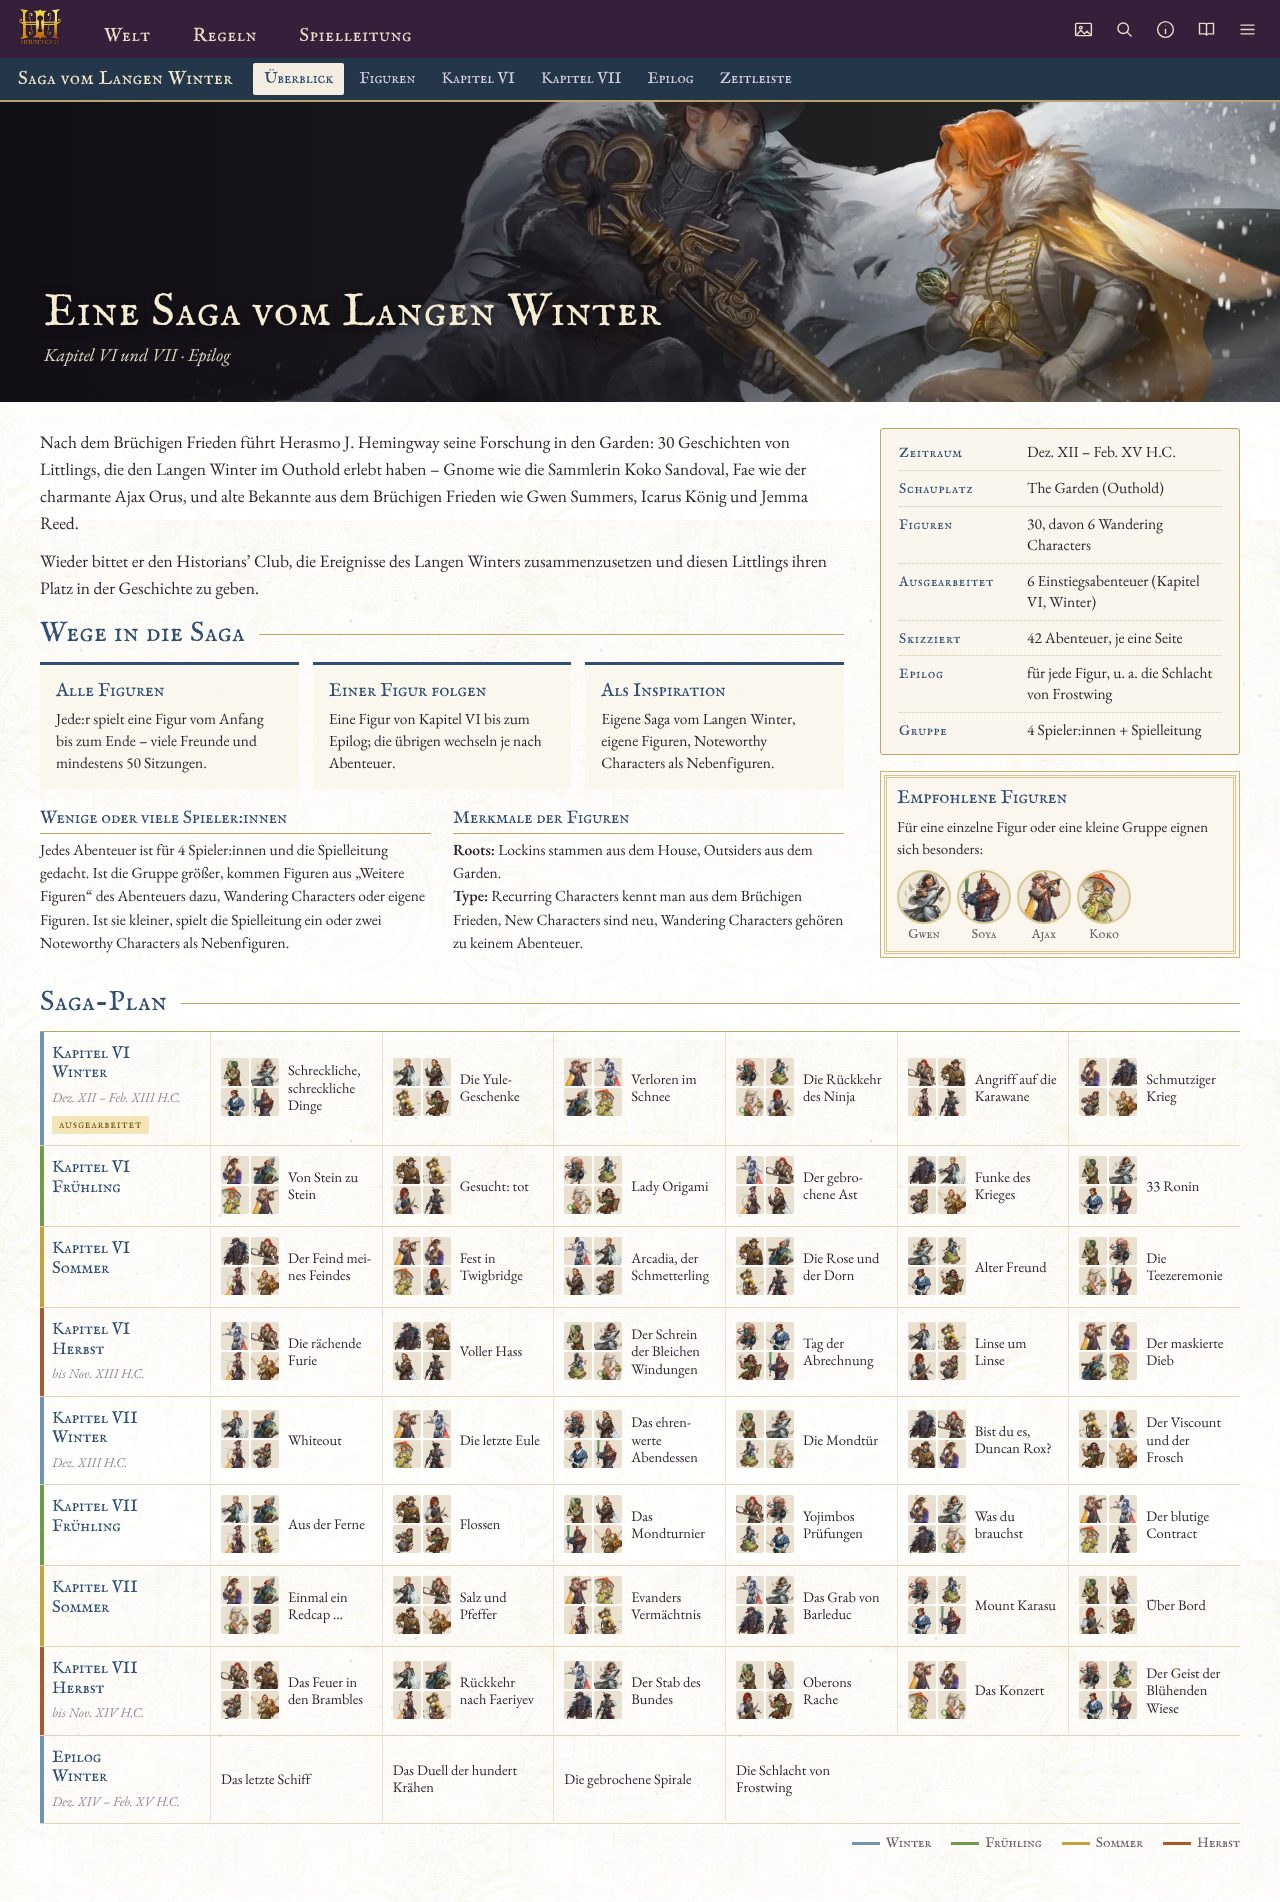 HOUSEHOLD
Welt Regeln Spielleitung
Saga vom Langen Winter Überblick Figuren Kapitel VI Kapitel VII Epilog Zeitleiste
Eine Saga vom Langen Winter
Kapitel VI und VII · Epilog
Nach dem Brüchigen Frieden führt Herasmo J. Hemingway seine Forschung in den Garden: 30 Geschichten von
Littlings, die den Langen Winter im Outhold erlebt haben – Gnome wie die Sammlerin Koko Sandoval, Fae wie der
charmante Ajax Orus, und alte Bekannte aus dem Brüchigen Frieden wie Gwen Summers, Icarus König und Jemma
Reed.
Wieder bittet er den Historians’ Club, die Ereignisse des Langen Winters zusammenzusetzen und diesen Littlings ihren
Platz in der Geschichte zu geben.
Wege in die Saga
Alle Figuren
Jede:r spielt eine Figur vom Anfang
bis zum Ende – viele Freunde und
mindestens 50 Sitzungen.
Einer Figur folgen
Eine Figur von Kapitel VI bis zum
Epilog; die übrigen wechseln je nach
Abenteuer.
Als Inspiration
Eigene Saga vom Langen Winter,
eigene Figuren, Noteworthy
Characters als Nebenfiguren.
Wenige oder viele Spieler:innen
Jedes Abenteuer ist für 4 Spieler:innen und die Spielleitung
gedacht. Ist die Gruppe größer, kommen Figuren aus „Weitere
Figuren“ des Abenteuers dazu, Wandering Characters oder eigene
Figuren. Ist sie kleiner, spielt die Spielleitung ein oder zwei
Noteworthy Characters als Nebenfiguren.
Merkmale der Figuren
Roots: Lockins stammen aus dem House, Outsiders aus dem
Garden.
Type: Recurring Characters kennt man aus dem Brüchigen
Frieden, New Characters sind neu, Wandering Characters gehören
zu keinem Abenteuer.
Zeitraum Dez. XII – Feb. XV H.C.
Schauplatz The Garden (Outhold)
Figuren 30, davon 6 Wandering
Characters
Ausgearbeitet 6 Einstiegsabenteuer (Kapitel
VI, Winter)
Skizziert 42 Abenteuer, je eine Seite
Epilog für jede Figur, u. a. die Schlacht
von Frostwing
Gruppe 4 Spieler:innen + Spielleitung
Empfohlene Figuren
Für eine einzelne Figur oder eine kleine Gruppe eignen
sich besonders:
Gwen Soya Ajax Koko
Saga-Plan
Kapitel VI
Winter
Dez. XII – Feb. XIII H.C.
ausgearbeitet
Schreckliche,
schreckliche
Dinge
Die Yule-
Geschenke
Verloren im
Schnee
Die Rückkehr
des Ninja
Angriff auf die
Karawane
Schmutziger
Krieg
Kapitel VI
Frühling
Von Stein zu
Stein
Gesucht: tot
Lady Origami
Der gebro-
chene Ast
Funke des
Krieges
33 Ronin
Kapitel VI
Sommer
Der Feind mei-
nes Feindes
Fest in
Twigbridge
Arcadia, der
Schmetterling
Die Rose und
der Dorn
Alter Freund
Die
Teezeremonie
Kapitel VI
Herbst
bis Nov. XIII H.C.
Die rächende
Furie
Voller Hass
Der Schrein
der Bleichen
Windungen
Tag der
Abrechnung
Linse um
Linse
Der maskierte
Dieb
Kapitel VII
Winter
Dez. XIII H.C.
Whiteout
Die letzte Eule
Das ehren-
werte
Abendessen
Die Mondtür
Bist du es,
Duncan Rox?
Der Viscount
und der
Frosch
Kapitel VII
Frühling
Aus der Ferne
Flossen
Das
Mondturnier
Yojimbos
Prüfungen
Was du
brauchst
Der blutige
Contract
Kapitel VII
Sommer
Einmal ein
Redcap ...
Salz und
Pfeffer
Evanders
Vermächtnis
Das Grab von
Barleduc
Mount Karasu
Über Bord
Kapitel VII
Herbst
bis Nov. XIV H.C.
Das Feuer in
den Brambles
Rückkehr
nach Faeriyev
Der Stab des
Bundes
Oberons
Rache
Das Konzert
Der Geist der
Blühenden
Wiese
Epilog
Winter
Dez. XIV – Feb. XV H.C.
Das letzte Schiff
Das Duell der hundert
Krähen
Die gebrochene Spirale
Die Schlacht von
Frostwing
Winter Frühling Sommer Herbst